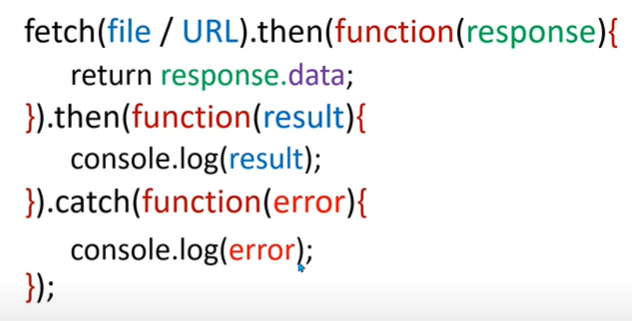 fetch(file / URL).then(function(response){
return response.data;
}).then(function(result){
console.log(result);
}).catch(function(error){
console.log(error);
});